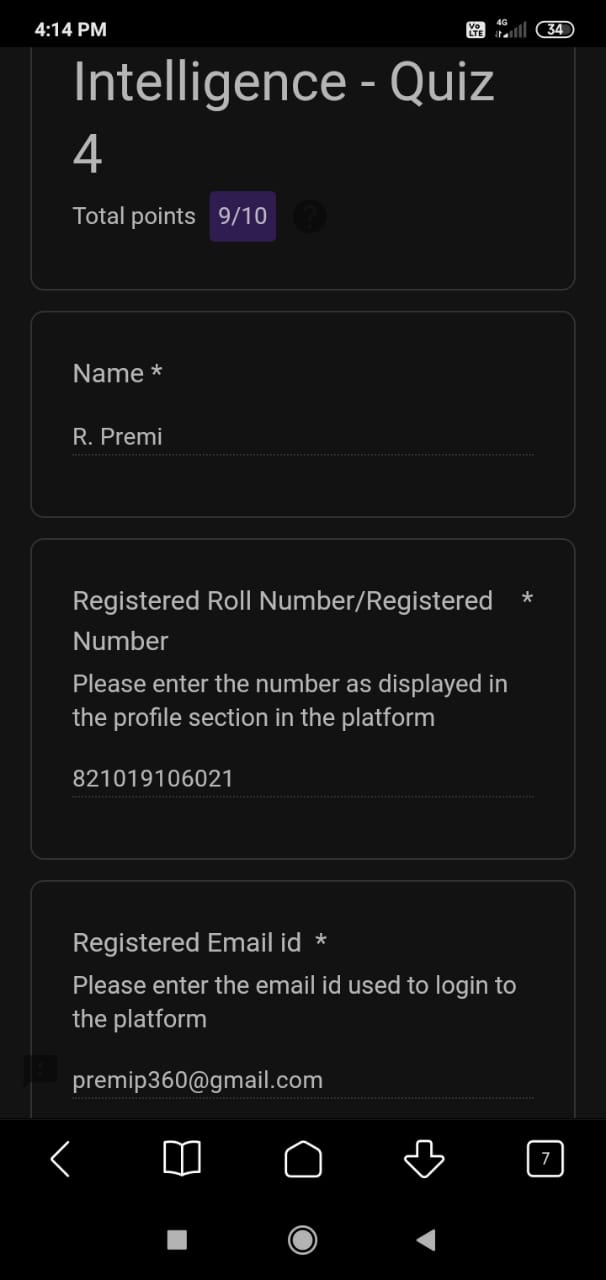 4:14 PM
Vo LTE 4G 34
Intelligence - Quiz
4
Total points 9/10 ?
Name *
R. Premi
Registered Roll Number/Registered *
Number
Please enter the number as displayed in
the profile section in the platform
821019106021
Registered Email id *
Please enter the email id used to login to
the platform
premip360@gmail.com
7